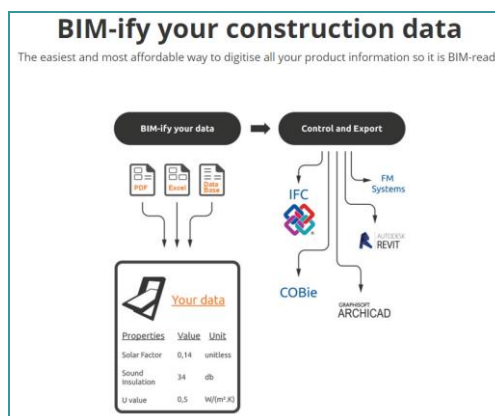 BIM-ify your construction data
The easiest and most affordable way to digitise all your product information so it is BIM-read
BIM-ify your data
Control and Export
PDF
Excel
Data
Base
IFC
FM
Systems
AUTODESK
REVIT
COBie
GRAPHISOFT
ARCHICAD
Your data
Properties Value Unit
Solar Factor 0,14 unitless
Sound
Insulation 34 db
U value 0,5 W/(m².K)